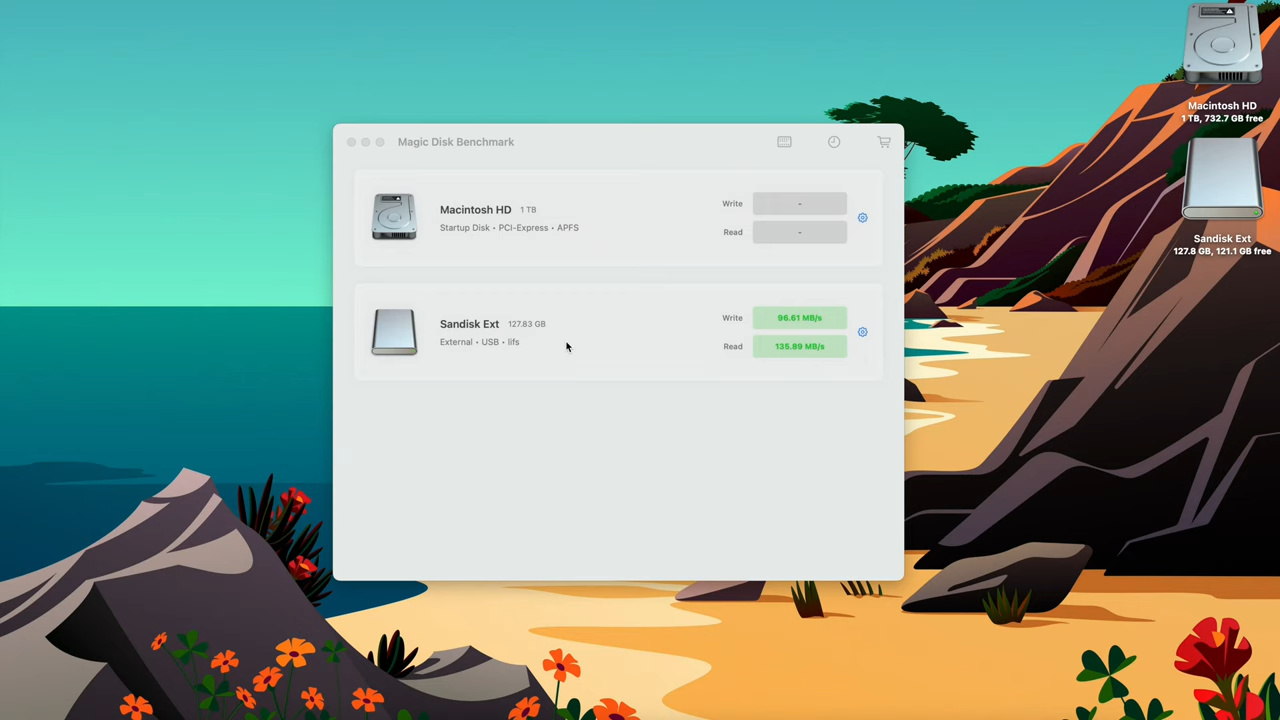 Magic Disk Benchmark
Macintosh HD 1 TB
Startup Disk • PCI-Express • APFS
Write -
Read -
Sandisk Ext 127.83 GB
External • USB • lifs
Write 96.61 MB/s
Read 135.89 MB/s
Macintosh HD
1 TB, 732.7 GB free
Sandisk Ext
127.8 GB, 121.1 GB free